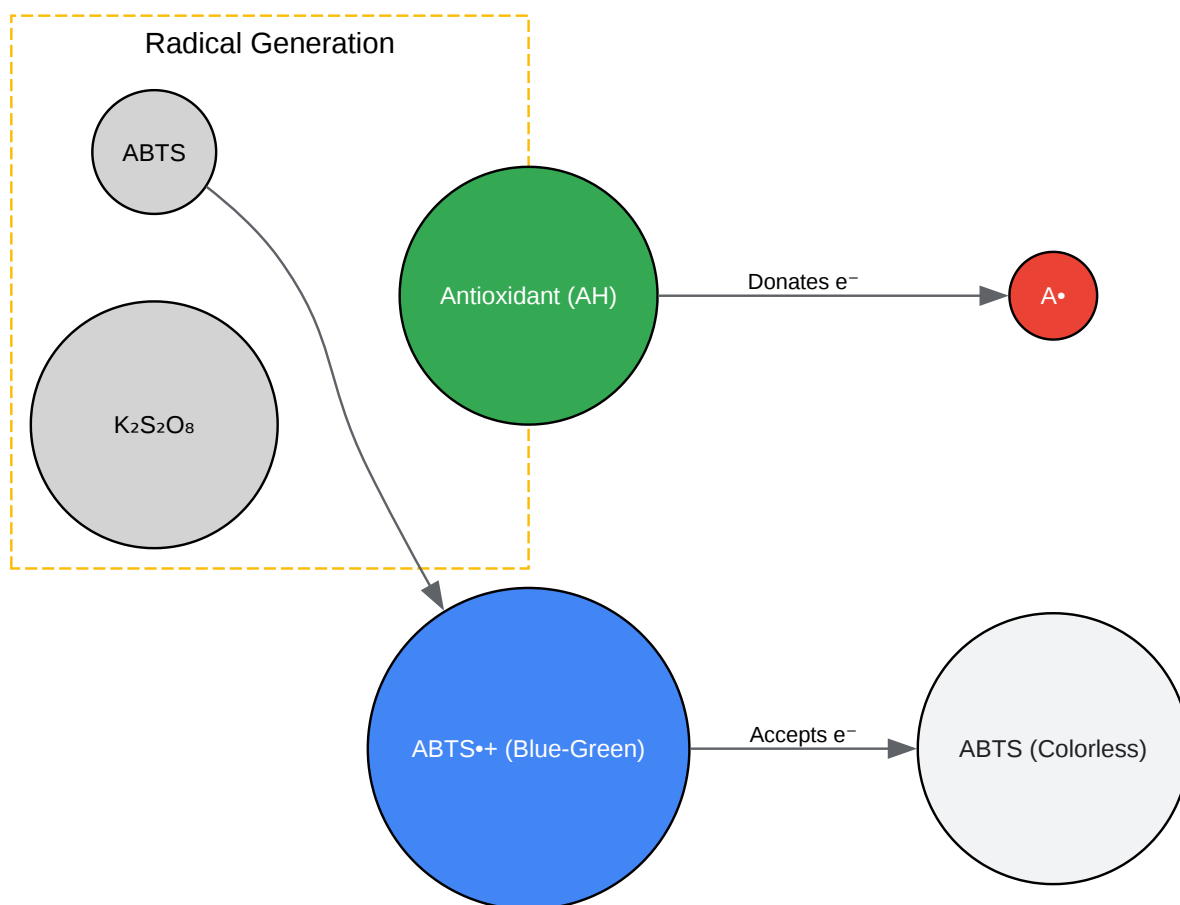 Radical Generation
ABTS
Antioxidant (AH)
Donates e⁻
A•
K₂S₂O₈
ABTS•+ (Blue-Green)
Accepts e⁻
ABTS (Colorless)